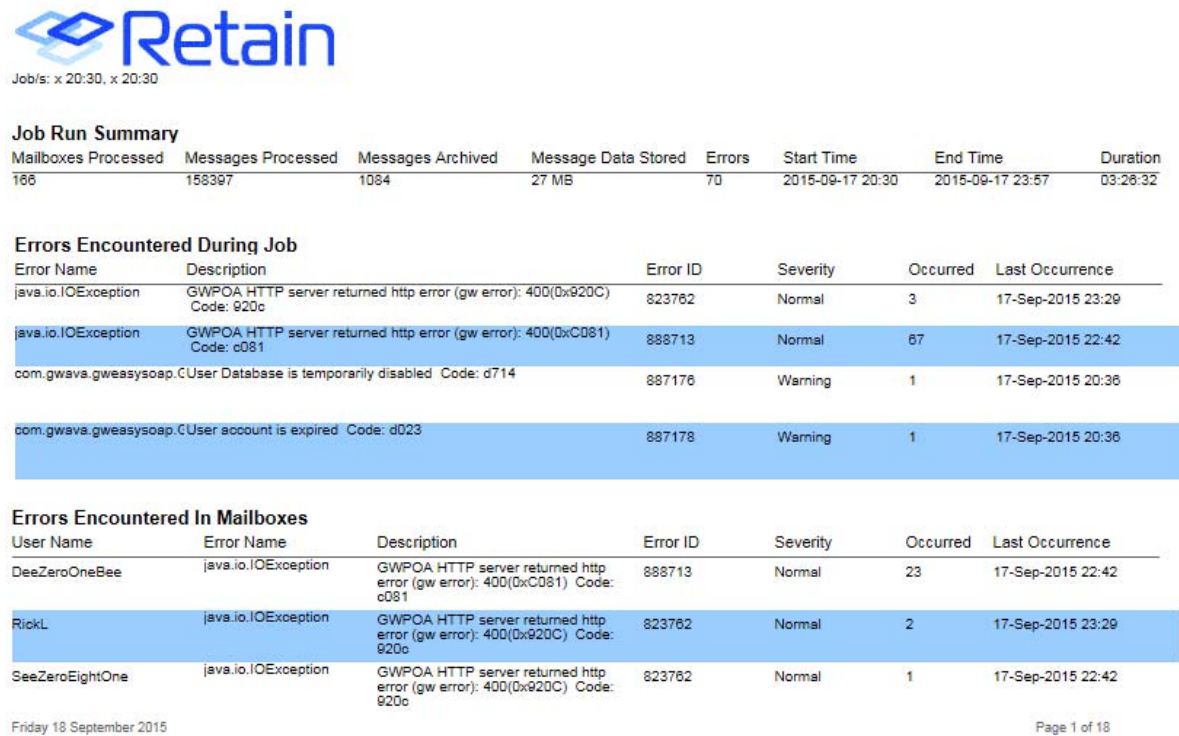 Retain
Job/s: x 20:30, x 20:30
Job Run Summary
Mailboxes Processed Messages Processed Messages Archived Message Data Stored Errors Start Time End Time Duration
166 158397 1084 27 MB 70 2015-09-17 20:30 2015-09-17 23:57 03:26:32
Errors Encountered During Job
Error Name Description Error ID Severity Occurred Last Occurrence
java.io.IOException GWPOA HTTP server returned http error (gw error): 400(0x920C) 823762 Normal 3 17-Sep-2015 23:29
Code: 920c
java.io.IOException GWPOA HTTP server returned http error (gw error): 400(0xC081) 888713 Normal 67 17-Sep-2015 22:42
Code: c081
com.gwava.gweasysoap.G User Database is temporarily disabled Code: d714 887176 Warning 1 17-Sep-2015 20:36
com.gwava.gweasysoap.G User account is expired Code: d023 887178 Warning 1 17-Sep-2015 20:36
Errors Encountered In Mailboxes
User Name Error Name Description Error ID Severity Occurred Last Occurrence
DeeZeroOneBee java.io.IOException GWPOA HTTP server returned http 888713 Normal 23 17-Sep-2015 22:42
error (gw error): 400(0xC081) Code:
c081
RickL java.io.IOException GWPOA HTTP server returned http 823762 Normal 2 17-Sep-2015 23:29
error (gw error): 400(0x920C) Code:
920c
SeeZeroEightOne java.io.IOException GWPOA HTTP server returned http 823762 Normal 1 17-Sep-2015 22:42
error (gw error): 400(0x920C) Code:
920c
Friday 18 September 2015 Page 1 of 18